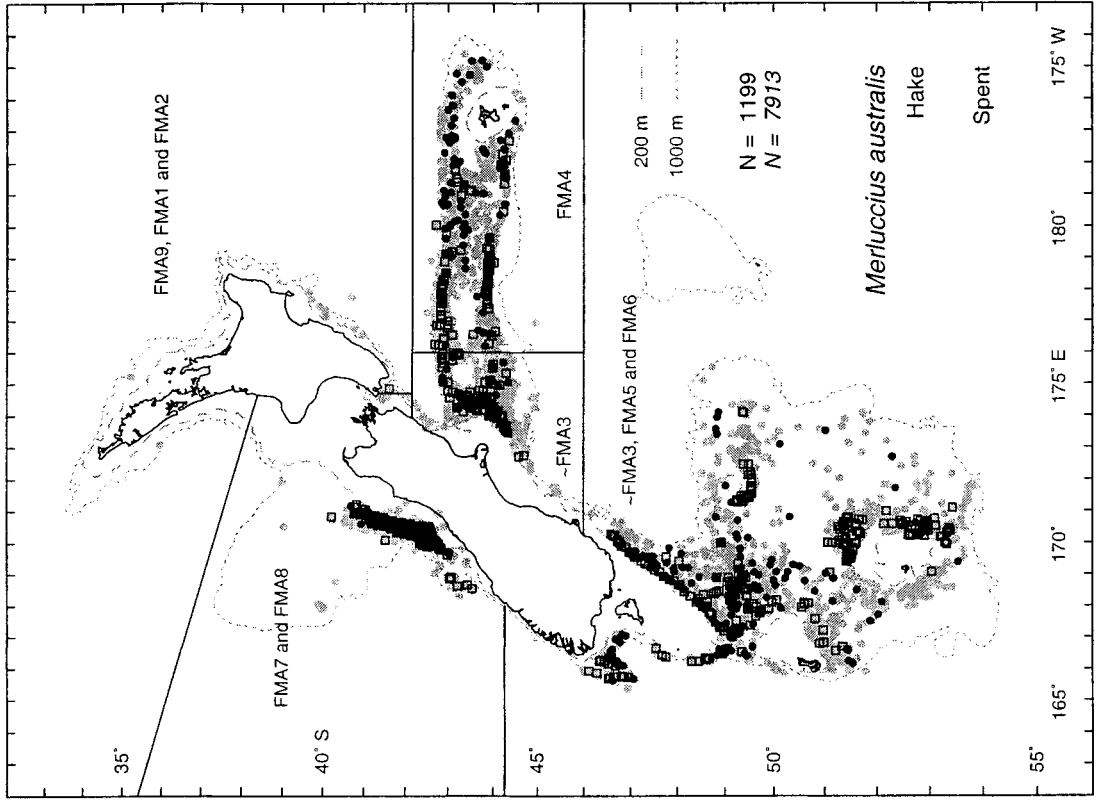 FMA9, FMA1 and FMA2
FMA7 and FMA8
FMA4
~FMA3
~FMA3, FMA5 and FMA6
200 m
1000 m
N = 1199
N = 7913
Merluccius australis
Hake
Spent
35°
40° S
45°
50°
55°
165°
170°
175° E
180°
175° W